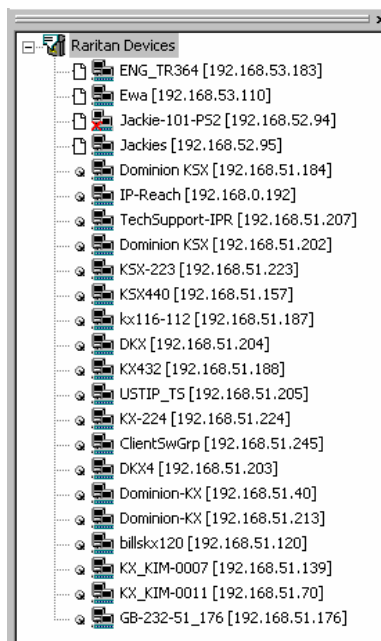 Raritan Devices
ENG_TR364 [192.168.53.183]
Ewa [192.168.53.110]
Jackie-101-PS2 [192.168.52.94]
Jackies [192.168.52.95]
Dominion KSX [192.168.51.184]
IP-Reach [192.168.0.192]
TechSupport-IPR [192.168.51.207]
Dominion KSX [192.168.51.202]
KSX-223 [192.168.51.223]
KSX440 [192.168.51.157]
kx116-112 [192.168.51.187]
DKX [192.168.51.204]
KX432 [192.168.51.188]
USTIP_TS [192.168.51.205]
KX-224 [192.168.51.224]
ClientSwGrp [192.168.51.245]
DKX4 [192.168.51.203]
Dominion-KX [192.168.51.40]
Dominion-KX [192.168.51.213]
billskx120 [192.168.51.120]
KX_KIM-0007 [192.168.51.139]
KX_KIM-0011 [192.168.51.70]
GB-232-51_176 [192.168.51.176]